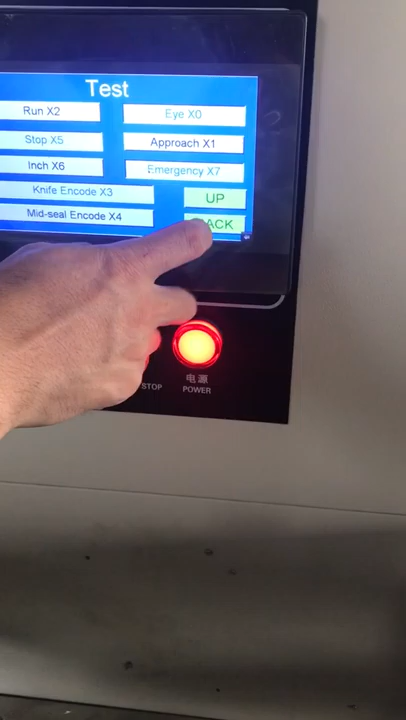 Test
Run X2
Eye X0
Stop X5
Approach X1
Inch X6
Emergency X7
Knife Encode X3
UP
Mid-seal Encode X4
ACK
电源
STOP
POWER